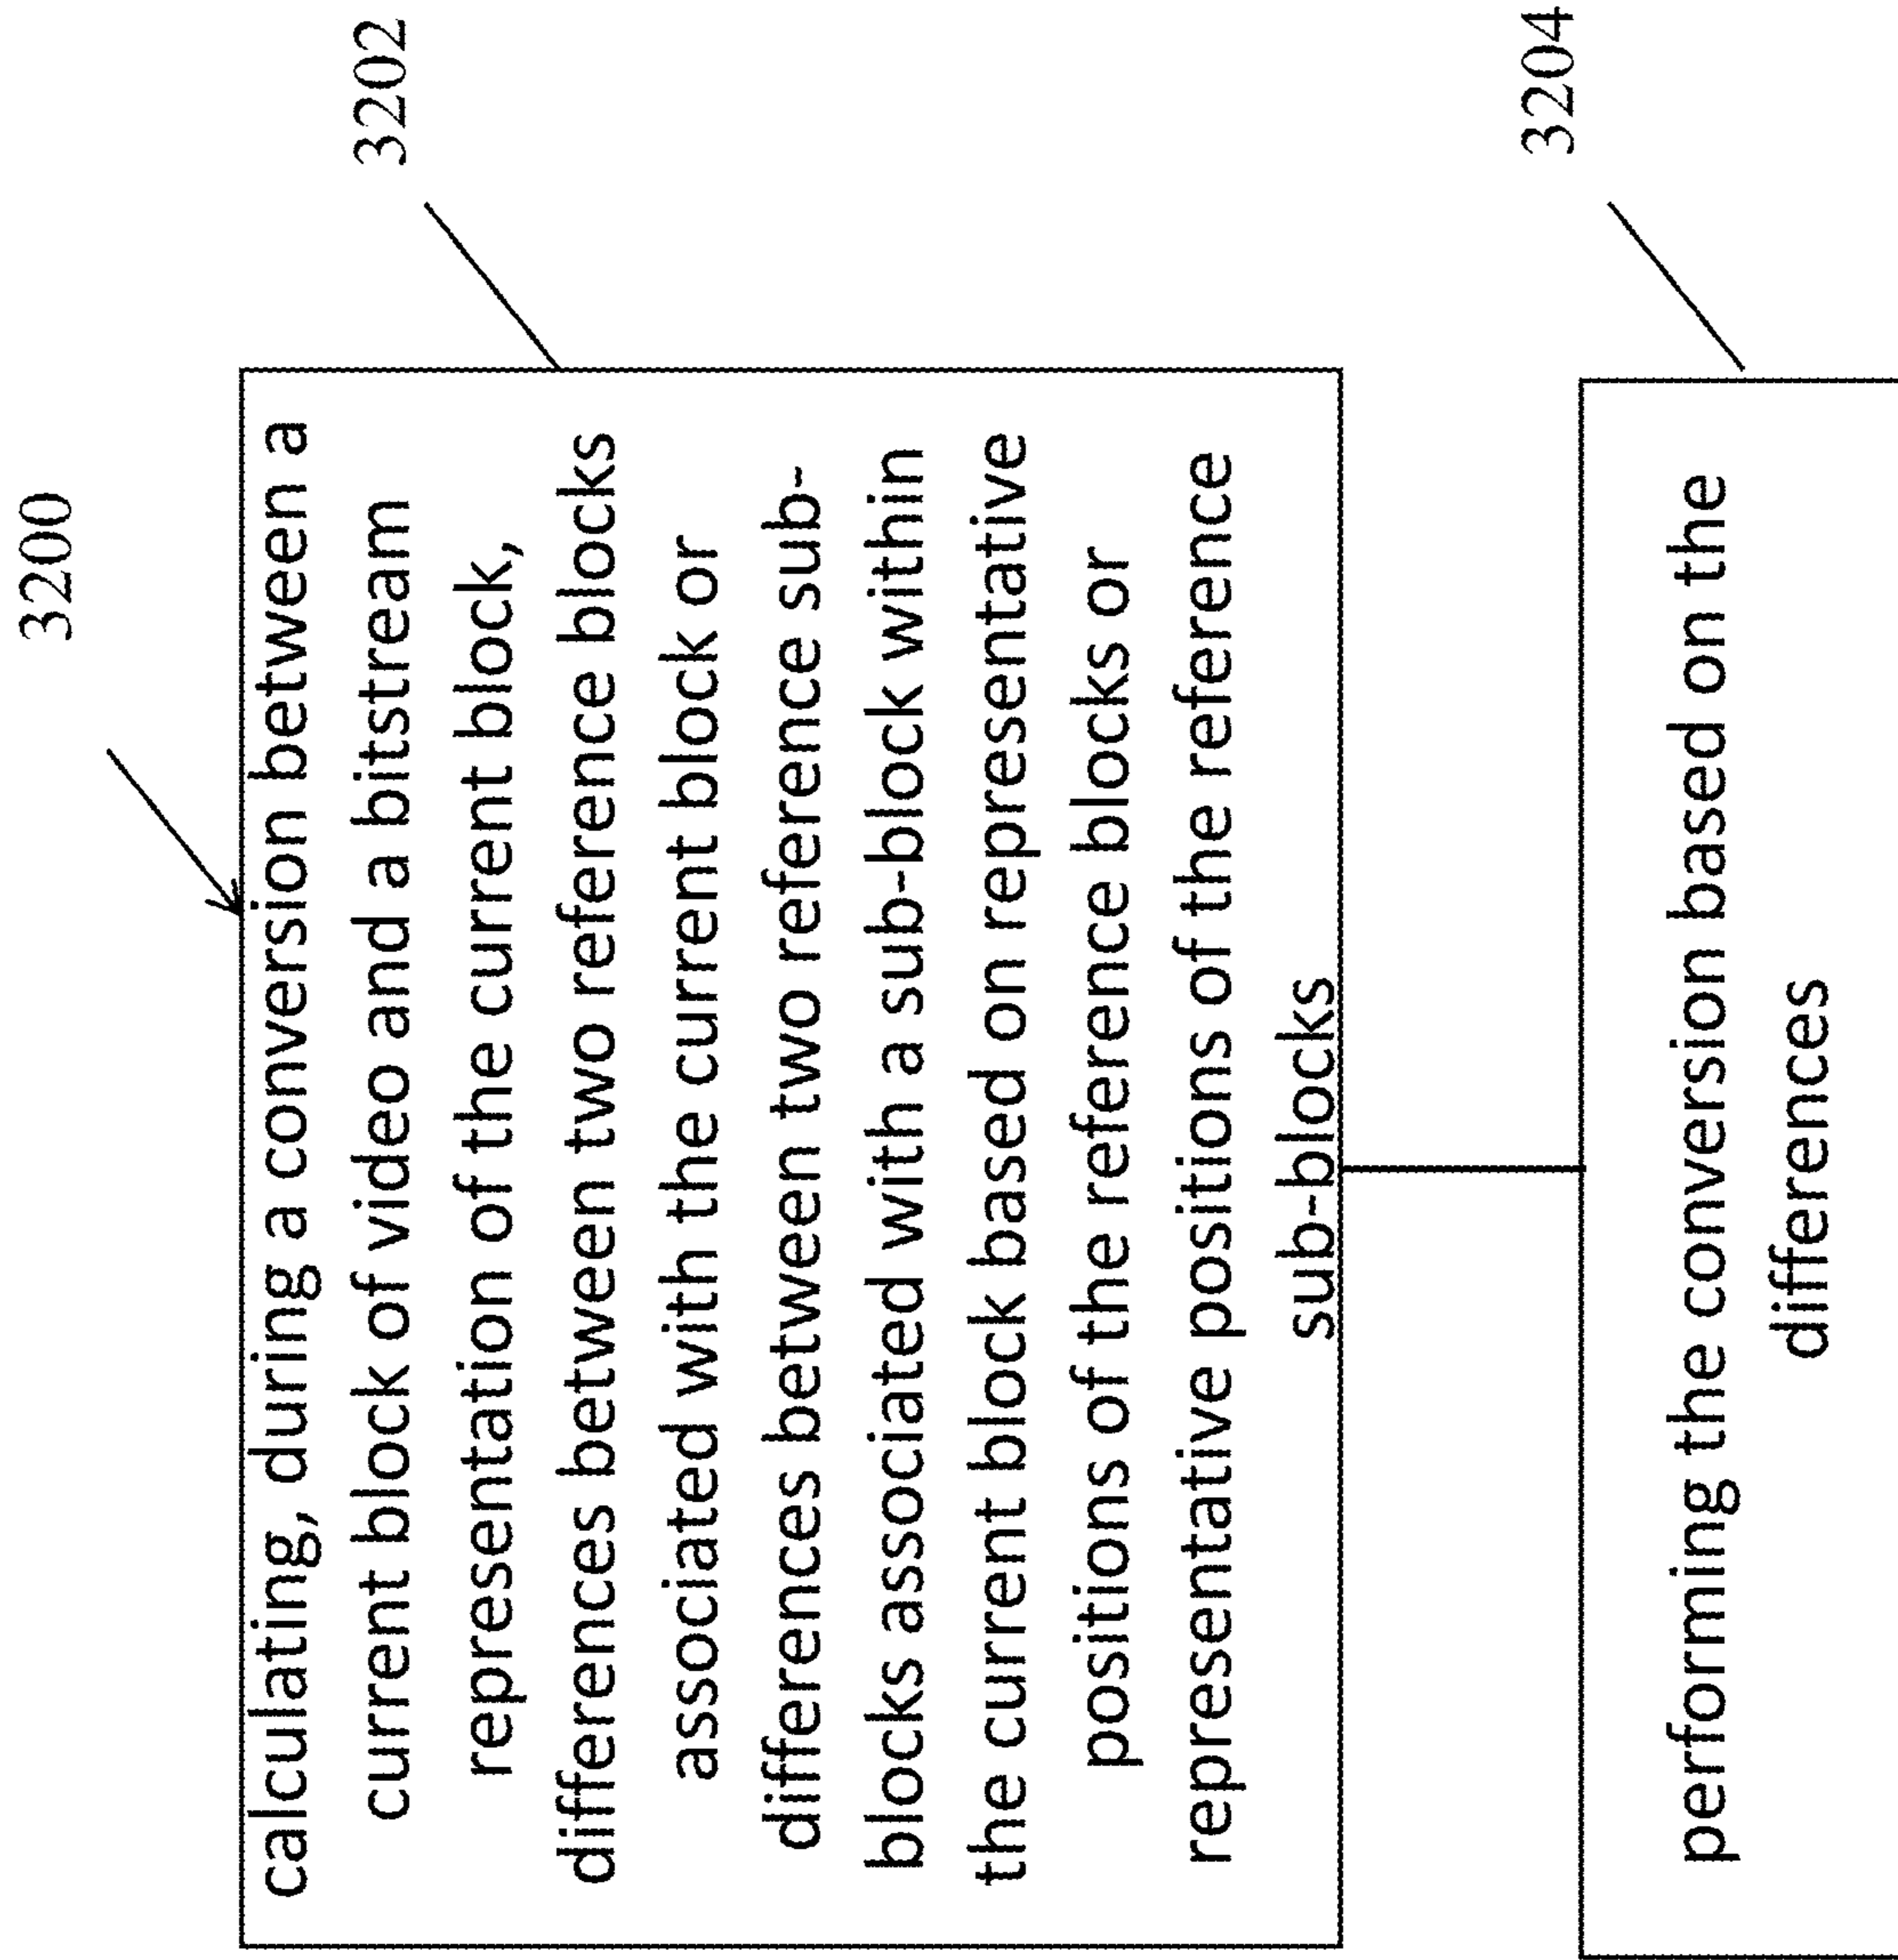 3200
calculating, during a conversion between a
current block of video and a bitstream
representation of the current block,
differences between two reference blocks
associated with the current block or
differences between two reference sub-
blocks associated with a sub-block within
the current block based on representative
positions of the reference blocks or
representative positions of the reference
sub-blocks
3202
performing the conversion based on the
differences
3204